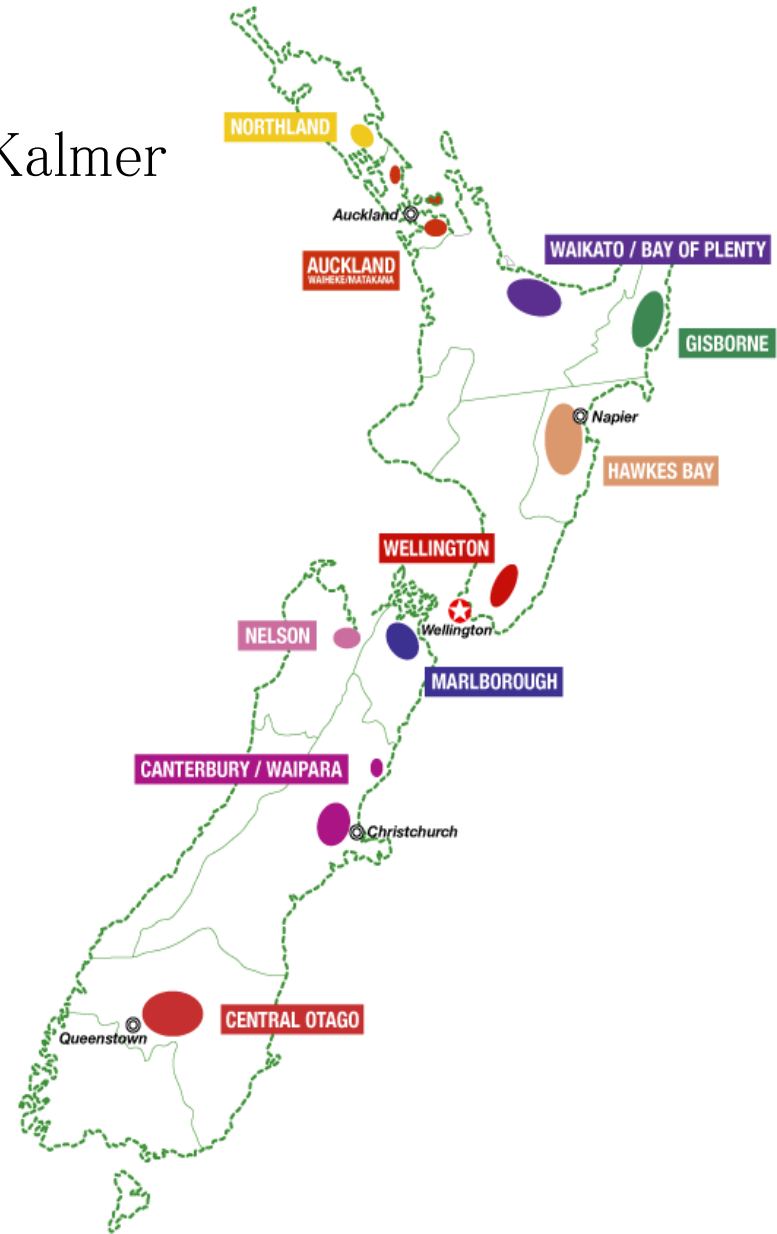 NORTHLAND
Kalmer
Auckland
WAIKATO / BAY OF PLENTY
AUCKLAND
WAIHEKE/MATAKANA
GISBORNE
Napier
HAWKES BAY
WELLINGTON
Wellington
NELSON
MARLBOROUGH
CANTERBURY / WAIPARA
Christchurch
CENTRAL OTAGO
Queenstown